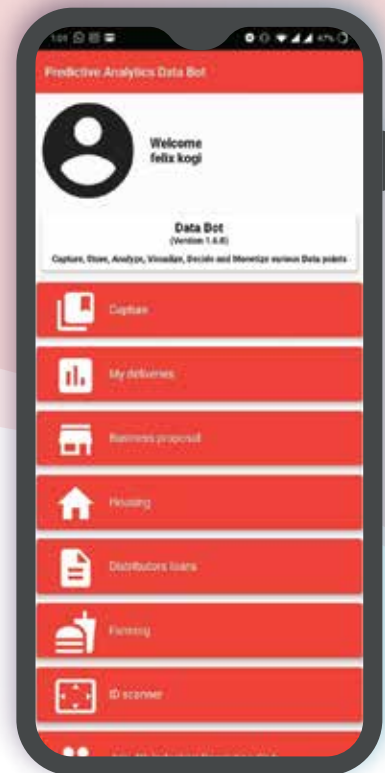 Predictive Analytics Data Bot
Welcome
felix kogi
Data Bot
(Version 1.6.8)
Capture, Store, Analyze, Visualize, Decide and Monetize various Data points
Capture
My deliveries
Business proposal
Housing
Distributors loans
Farming
ID scanner